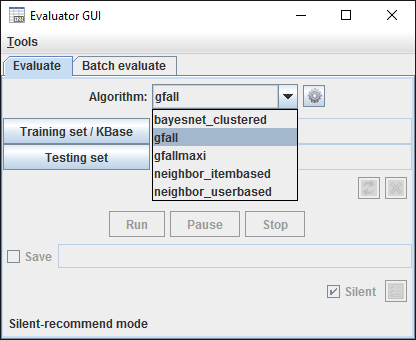 Evaluator GUI
Tools
Evaluate Batch evaluate
Algorithm: gfall
bayesnet_clustered
Training set / KBase gfall
gfallmaxi
Testing set
neighbor_itembased
neighbor_userbased
Run Pause Stop
Save
Silent
Silent-recommend mode